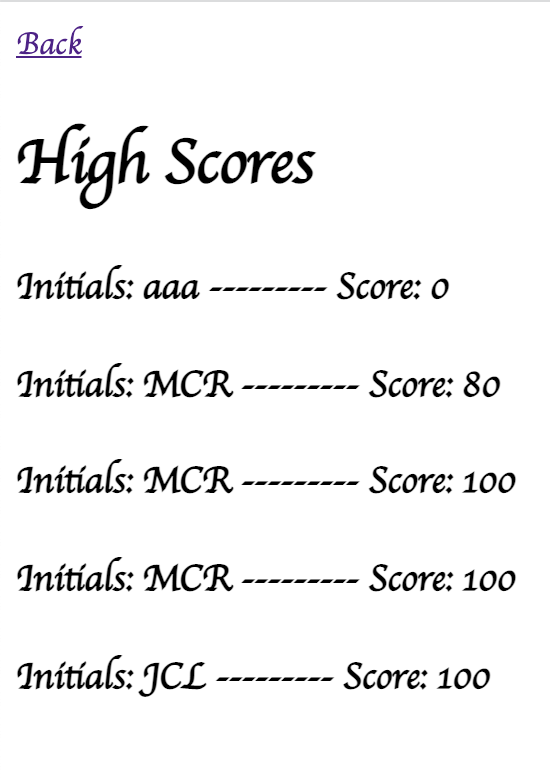 Back
High Scores
Initials: aaa --------- Score: 0
Initials: MCR --------- Score: 80
Initials: MCR --------- Score: 100
Initials: MCR --------- Score: 100
Initials: JCL --------- Score: 100